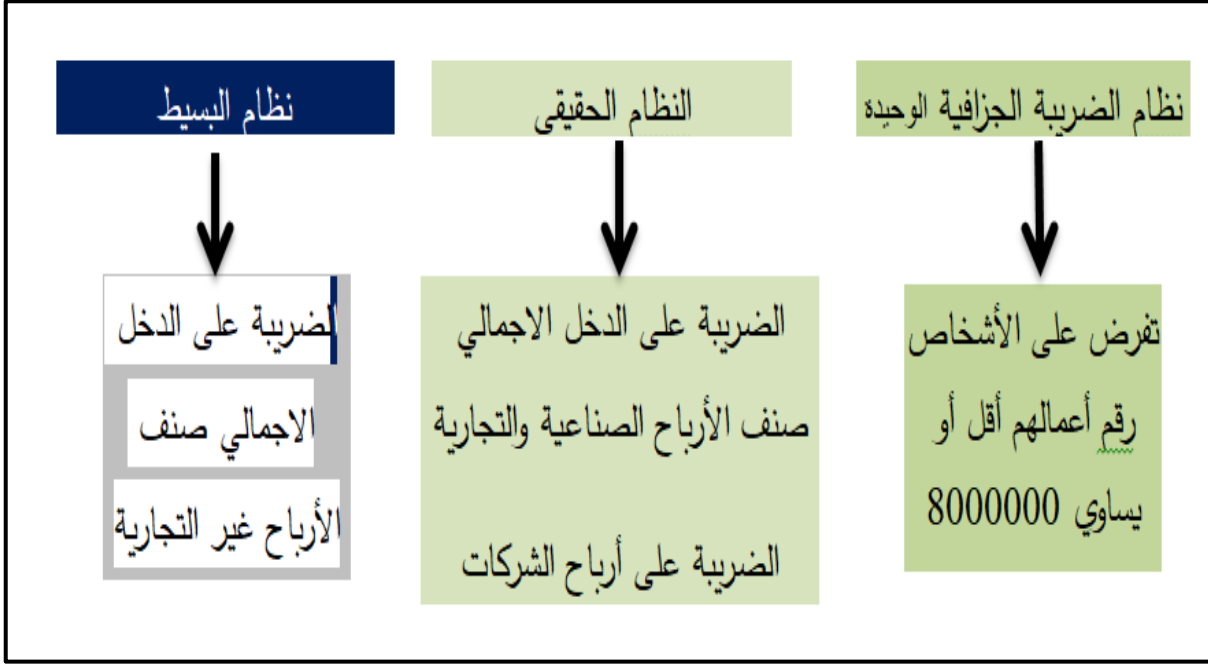 نظام الضريبة الجزافية الوحيدة
النظام الحقيقي
نظام البسيط
تفرض على الأشخاص
رقم أعمالهم أقل أو
يساوي 8000000
الضريبة على الدخل الاجمالي
صنف الأرباح الصناعية والتجارية
الضريبة على أرباح الشركات
الضريبة على الدخل
الاجمالي صنف
الأرباح غير التجارية